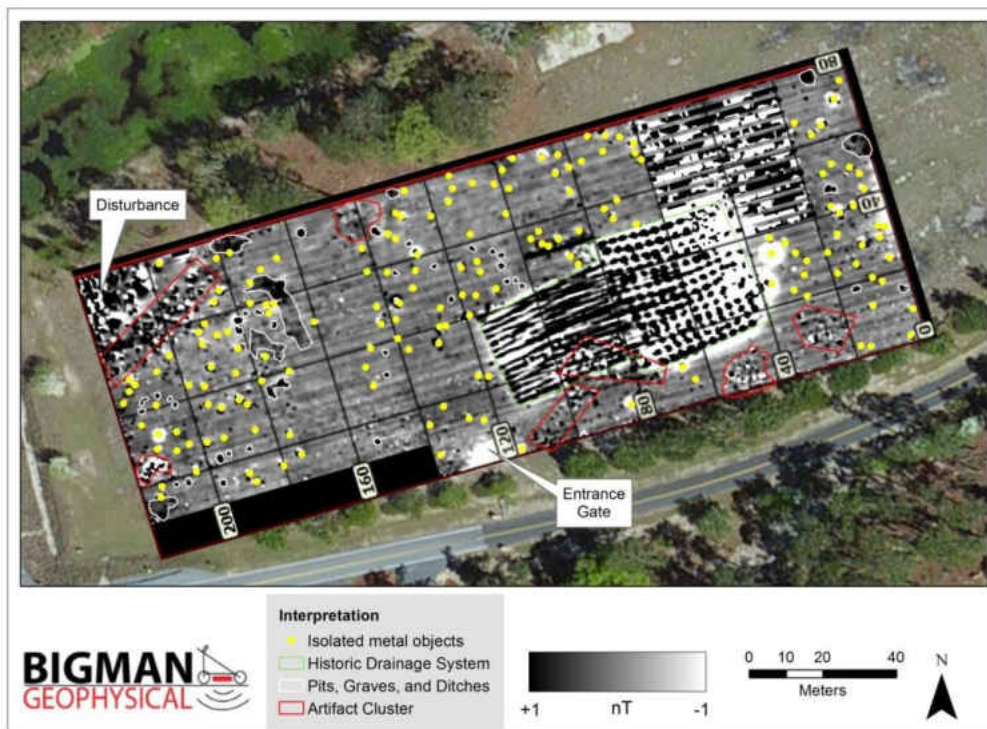 80
Disturbance
40
0
40
80
120
160
200
Entrance
Gate
Interpretation
Isolated metal objects
Historic Drainage System
Pits, Graves, and Ditches
Artifact Cluster
BIGMAN
GEOPHYSICAL
+1 nT -1
0 10 20 40
Meters
N